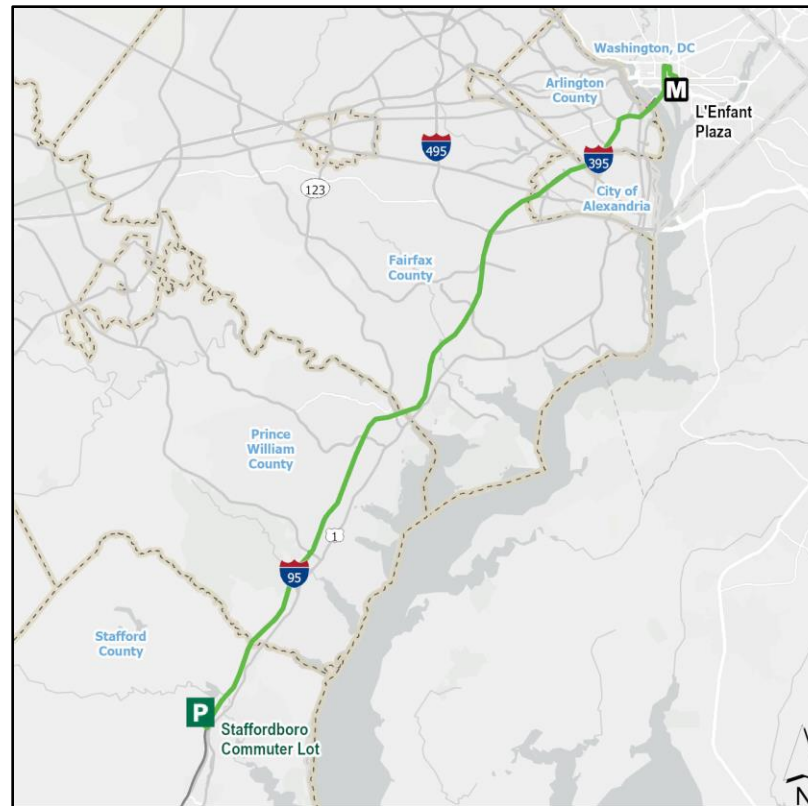 Washington, DC
Arlington
County
M
L'Enfant
Plaza
495
395
123
City of
Alexandria
Fairfax
County
Prince
William
County
1
95
Stafford
County
P
Staffordboro
Commuter Lot
N